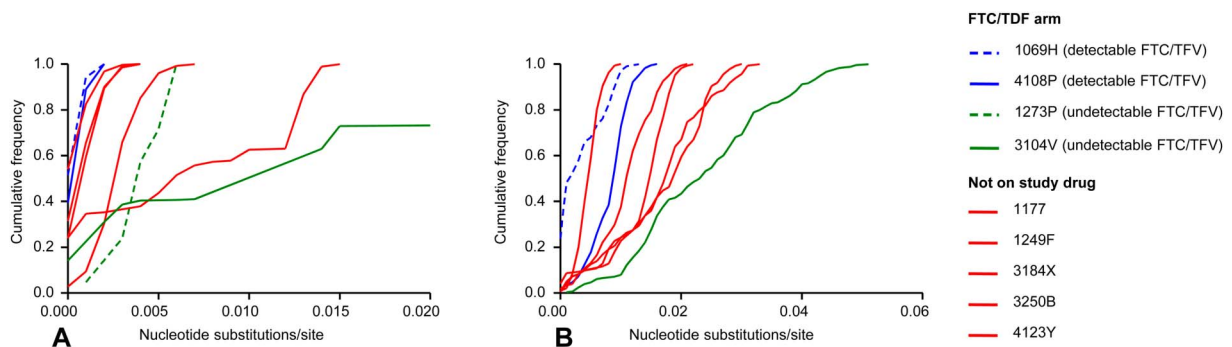 1.0
0.8
0.6
0.4
0.2
0.0
Cumulative frequency
0.000 0.005 0.010 0.015 0.020
A Nucleotide substitutions/site
1.0
0.8
0.6
0.4
0.2
0.0
Cumulative frequency
0.00 0.02 0.04 0.06
B Nucleotide substitutions/site
FTC/TDF arm
1069H (detectable FTC/TFV)
4108P (detectable FTC/TFV)
1273P (undetectable FTC/TFV)
3104V (undetectable FTC/TFV)
Not on study drug
1177
1249F
3184X
3250B
4123Y